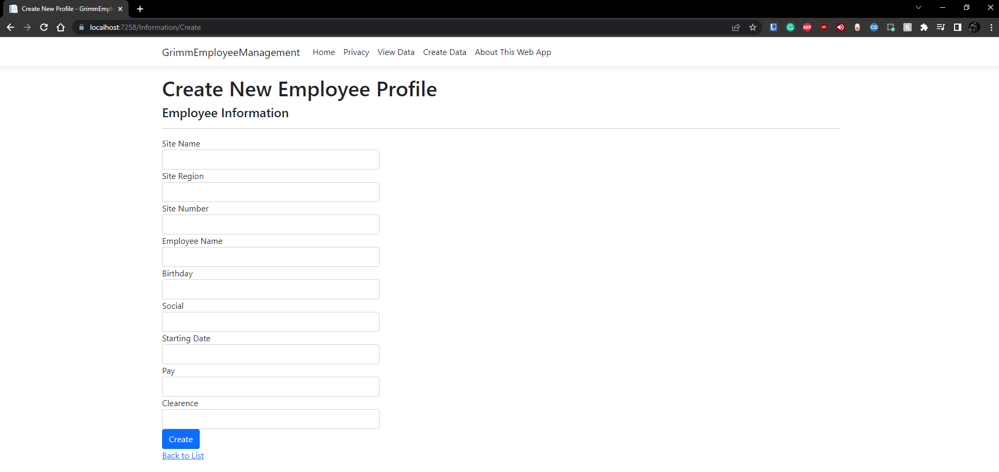 Create New Profile - GrimmEmpl
localhost:7258/Information/Create
GrimmEmployeeManagement Home Privacy View Data Create Data About This Web App
Create New Employee Profile
Employee Information
Site Name
Site Region
Site Number
Employee Name
Birthday
Social
Starting Date
Pay
Clearence
Create
Back to List